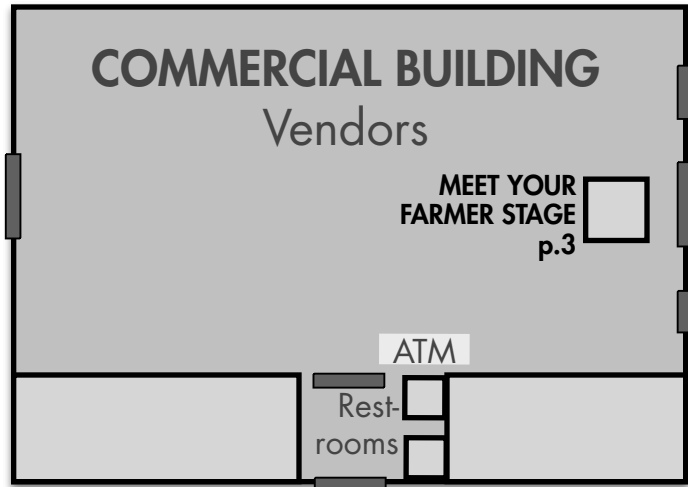 COMMERCIAL BUILDING
Vendors
MEET YOUR
FARMER STAGE
p.3
ATM
Rest-
rooms